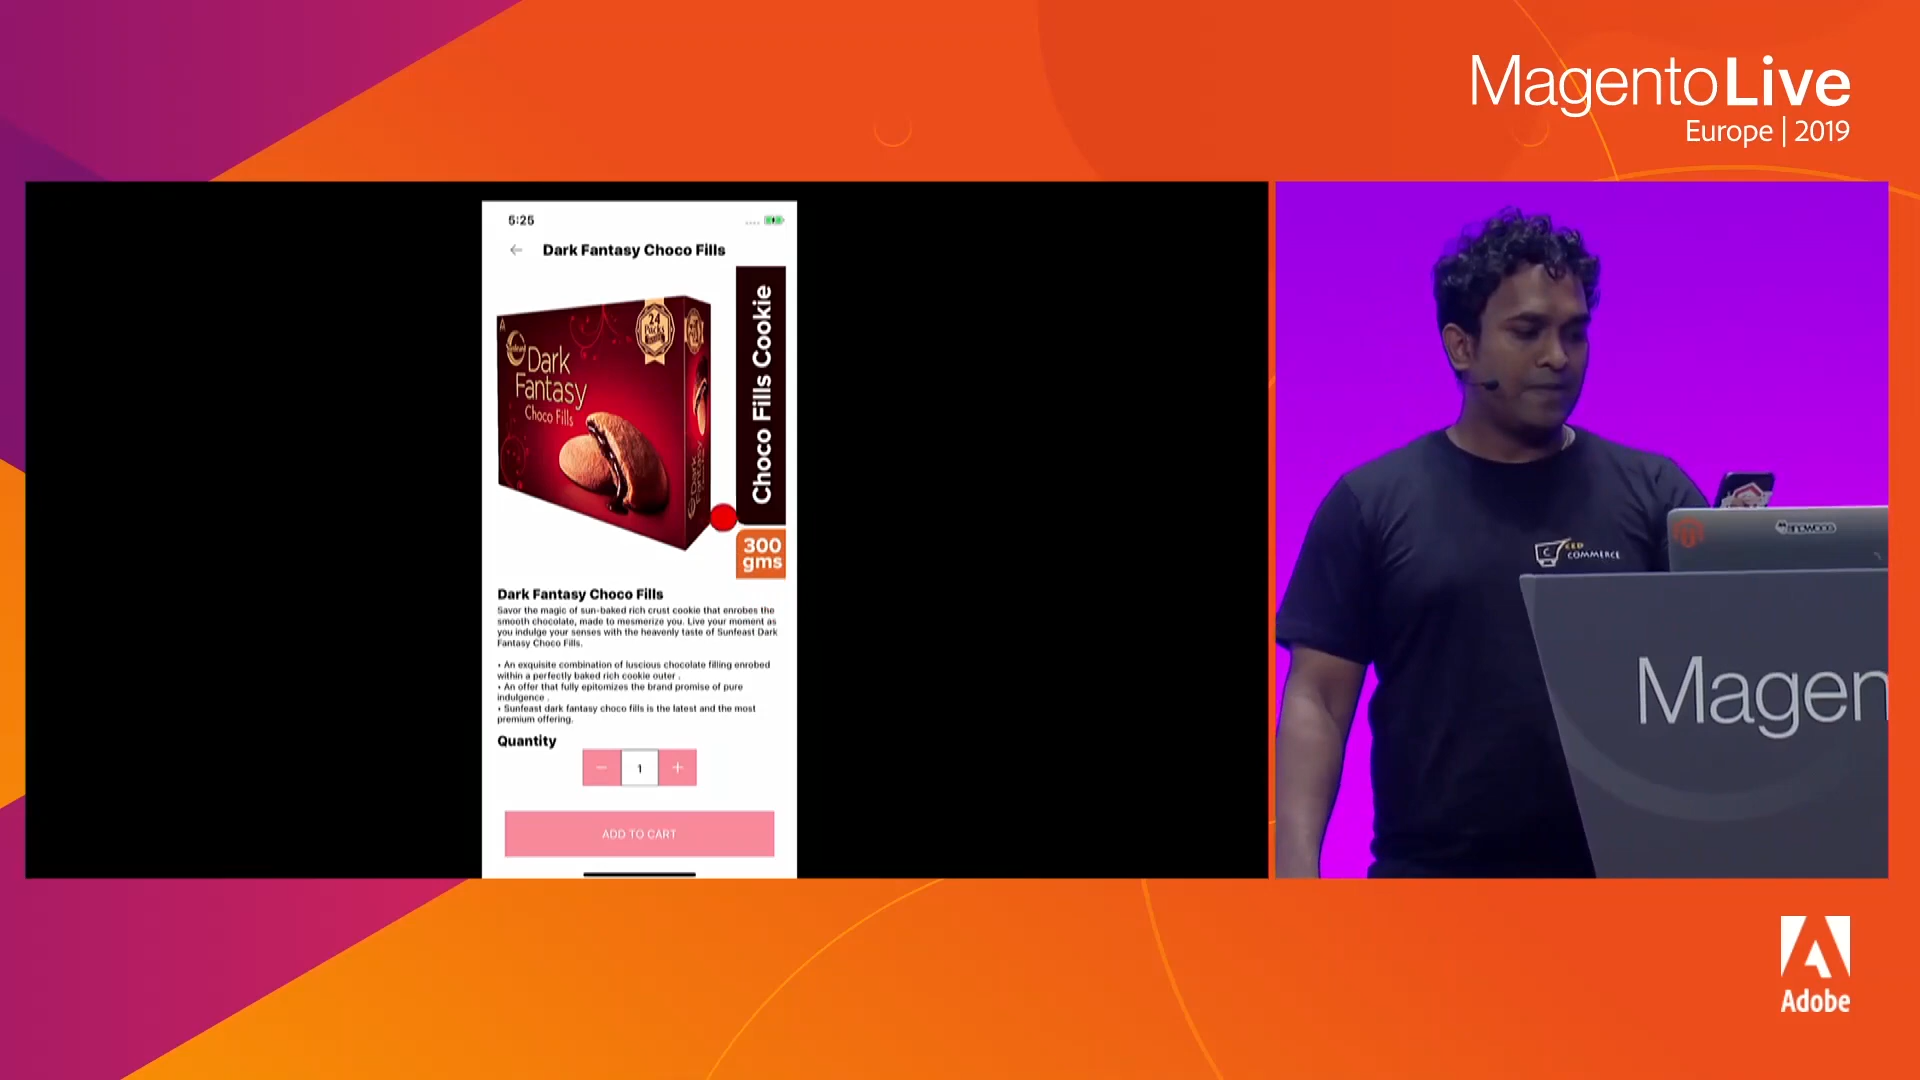 MagentoLive
Europe | 2019
5:25
Dark Fantasy Choco Fills
24
Packs
Sunfeast
Dark
Fantasy
Choco Fills
Choco Fills Cookie
300
gms
Dark Fantasy Choco Fills
Savor the magic of sun-baked rich crust cookie that enrobes the
smooth chocolate, made to mesmerize you. Live your moment as
you indulge your senses with the heavenly taste of Sunfeast Dark
Fantasy Choco Fills.
• An exquisite combination of luscious chocolate filling enrobed
within a perfectly baked rich cookie outer .
• An offer that fully epitomizes the brand promise of pure
indulgence .
• Sunfeast dark fantasy choco fills is the latest and the most
premium offering.
Quantity
− 1 +
ADD TO CART
C CED
COMMERCE
Magen
Adobe